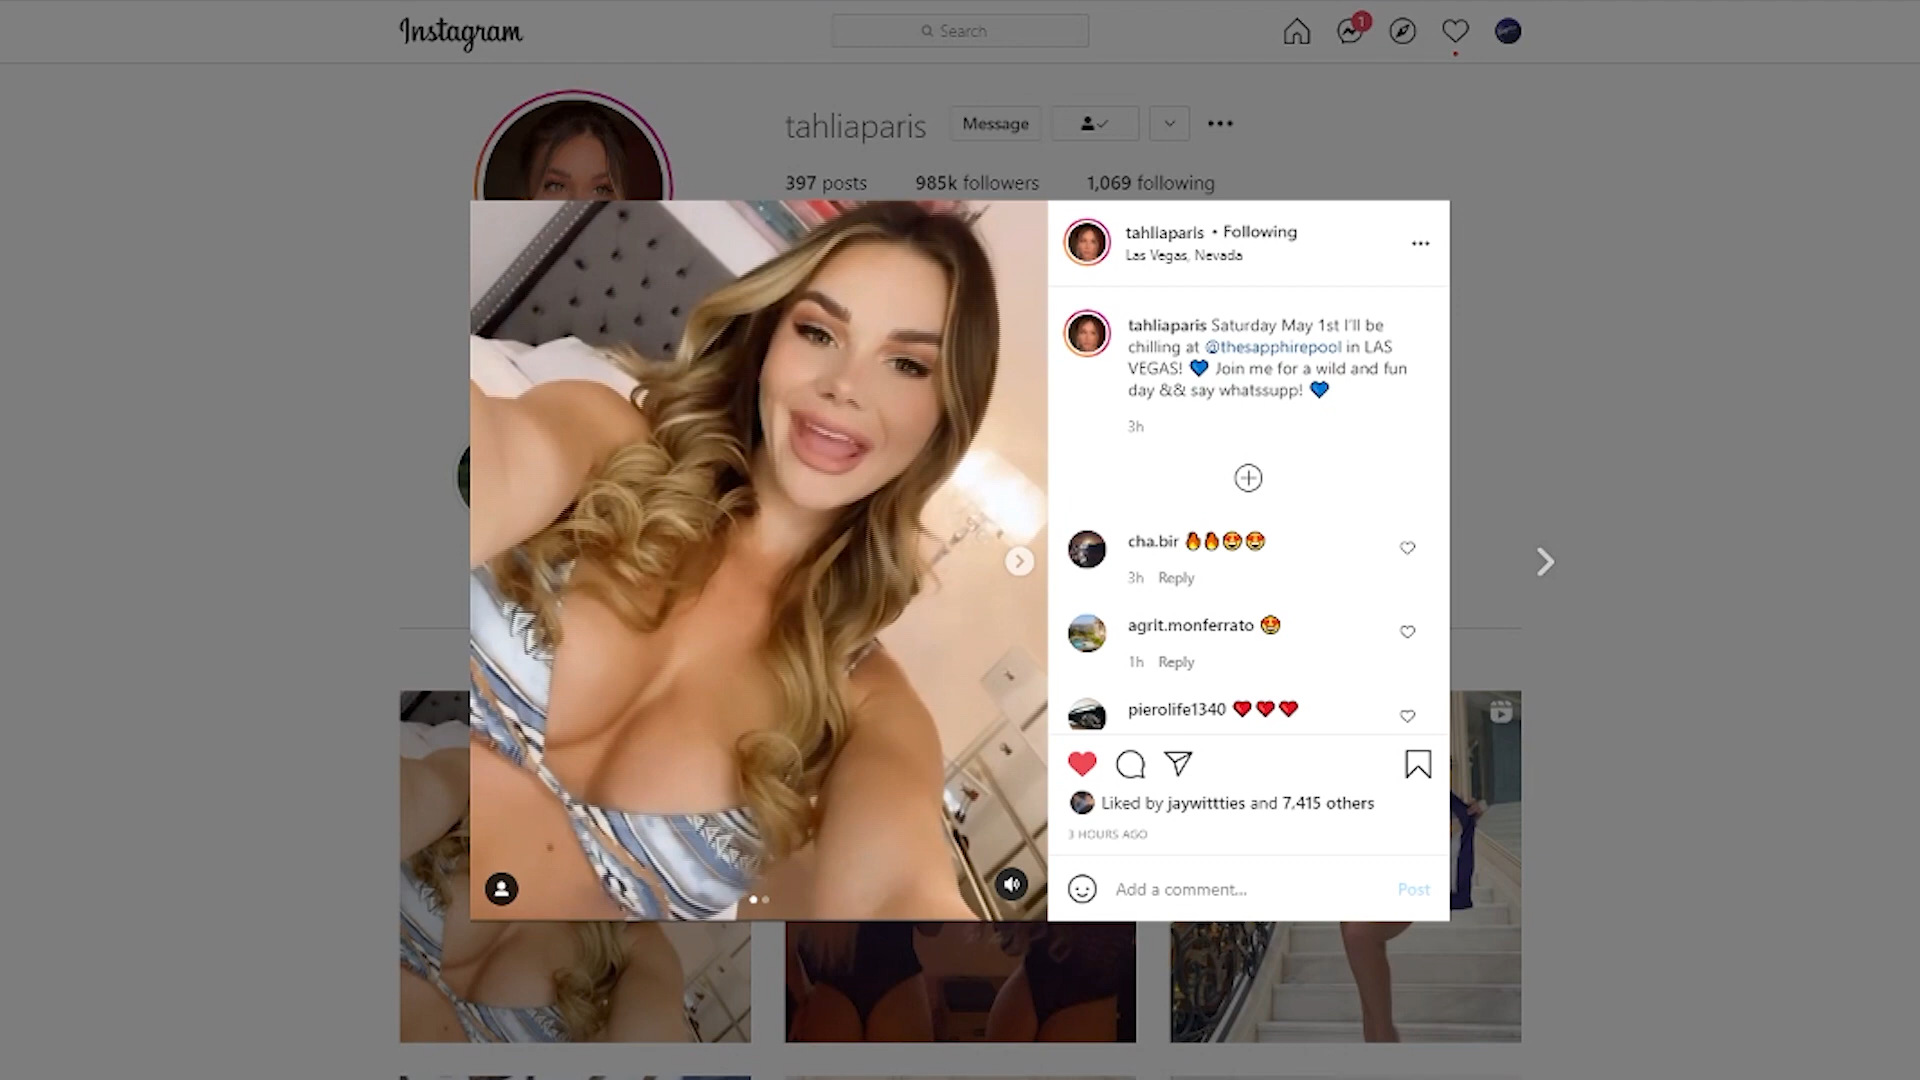 Instagram
Search
1
tahliaparis Message
397 posts 985k followers 1,069 following
tahliaparis • Following
Las Vegas, Nevada
tahliaparis Saturday May 1st I'll be
chilling at @thesapphirepool in LAS
VEGAS! 💙 Join me for a wild and fun
day && say whatssupp! 💙
3h
cha.bir 🔥🔥🤩🤩
3h Reply
agrit.monferrato 🤩
1h Reply
pierolife1340 ❤️❤️❤️
Liked by jaywittties and 7,415 others
3 HOURS AGO
Add a comment... Post